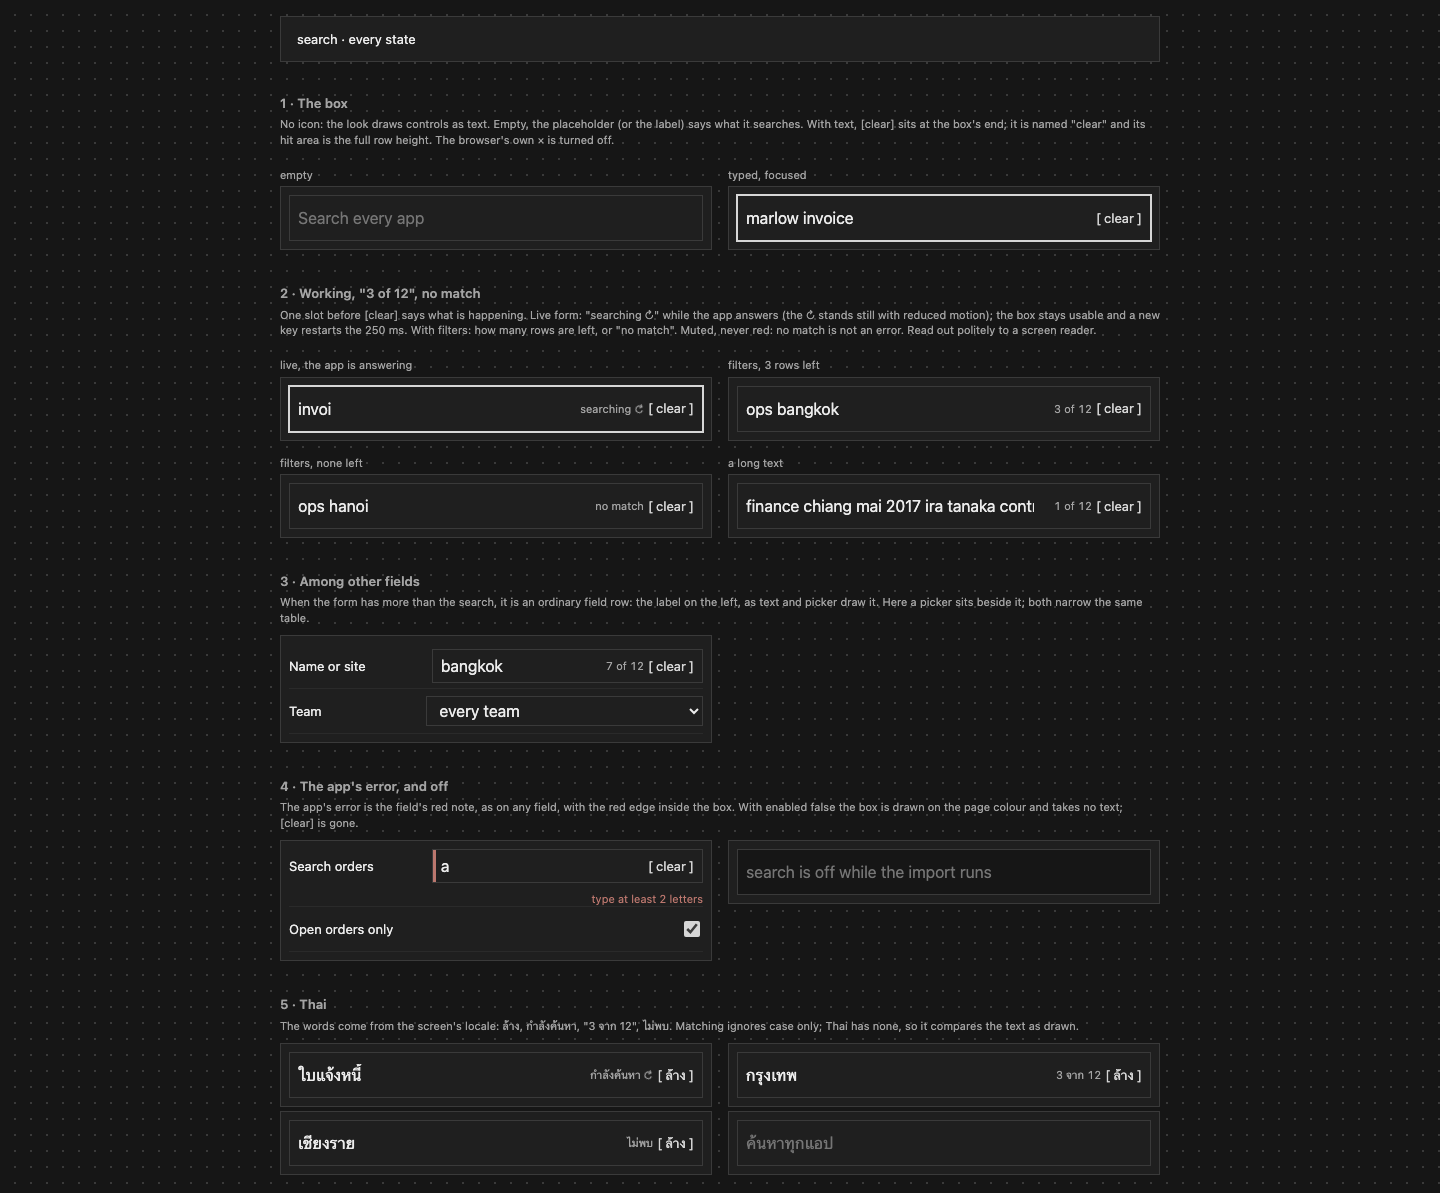 search · every state
1 · The box
No icon: the look draws controls as text. Empty, the placeholder (or the label) says what it searches. With text, [clear] sits at the box's end; it is named "clear" and its
hit area is the full row height. The browser's own × is turned off.
empty
typed, focused
Search every app
marlow invoice [ clear ]
2 · Working, "3 of 12", no match
One slot before [clear] says what is happening. Live form: "searching ↻" while the app answers (the ↻ stands still with reduced motion); the box stays usable and a new
key restarts the 250 ms. With filters: how many rows are left, or "no match". Muted, never red: no match is not an error. Read out politely to a screen reader.
live, the app is answering
filters, 3 rows left
invoi searching ↻ [ clear ]
ops bangkok 3 of 12 [ clear ]
filters, none left
a long text
ops hanoi no match [ clear ]
finance chiang mai 2017 ira tanaka contr 1 of 12 [ clear ]
3 · Among other fields
When the form has more than the search, it is an ordinary field row: the label on the left, as text and picker draw it. Here a picker sits beside it; both narrow the same
table.
Name or site bangkok 7 of 12 [ clear ]
Team every team
4 · The app's error, and off
The app's error is the field's red note, as on any field, with the red edge inside the box. With enabled false the box is drawn on the page colour and takes no text;
[clear] is gone.
Search orders a [ clear ]
search is off while the import runs
type at least 2 letters
Open orders only
5 · Thai
The words come from the screen's locale: ล้าง, กำลังค้นหา, "3 จาก 12", ไม่พบ. Matching ignores case only; Thai has none, so it compares the text as drawn.
ใบแจ้งหนี้ กำลังค้นหา ↻ [ ล้าง ]
กรุงเทพ 3 จาก 12 [ ล้าง ]
เชียงราย ไม่พบ [ ล้าง ]
ค้นหาทุกแอป